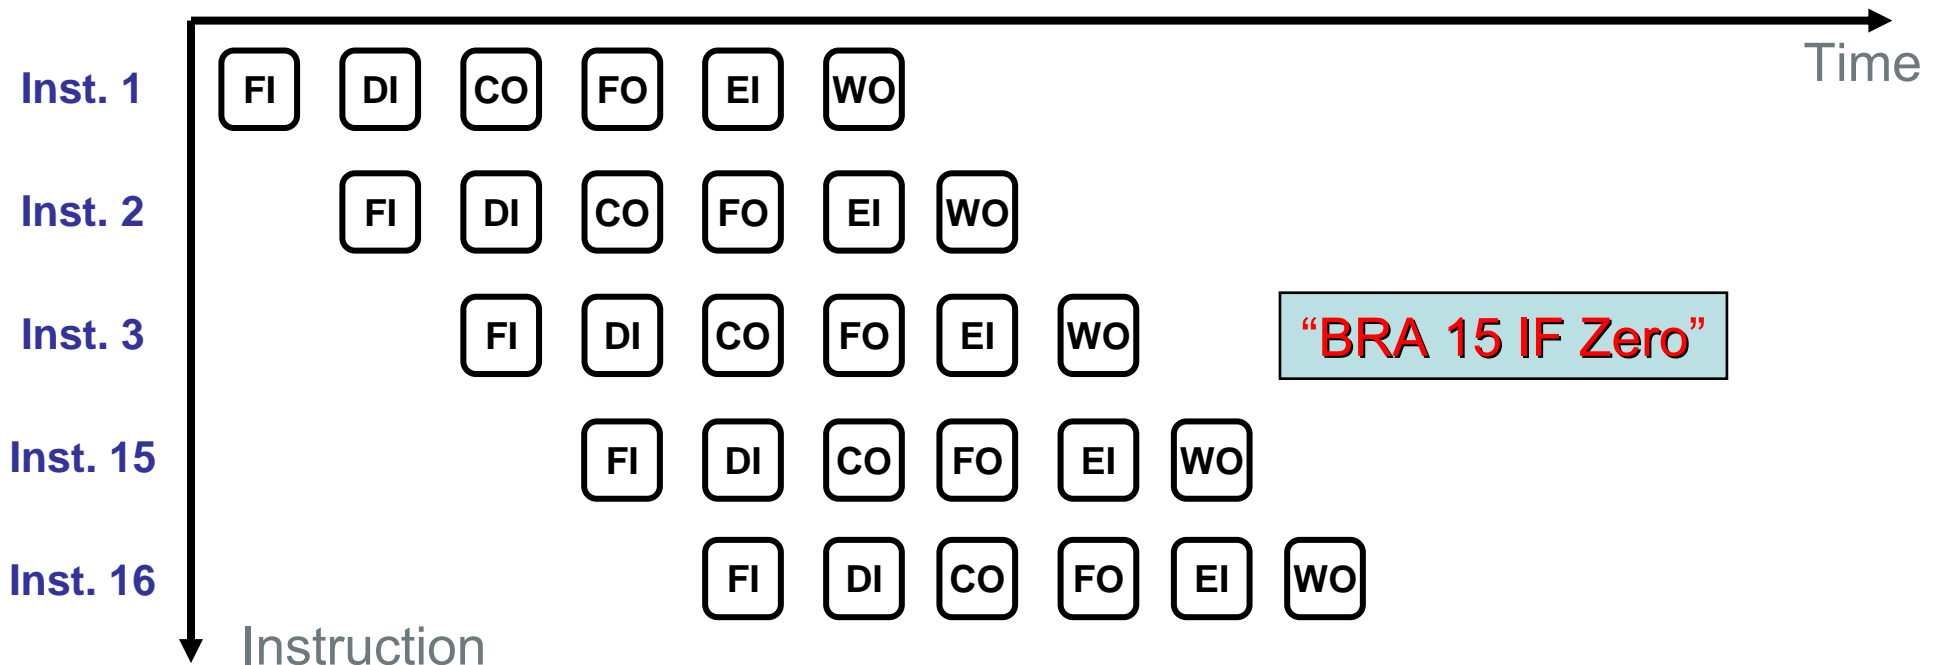 Time
Inst. 1 FI DI CO FO EI WO
Inst. 2 FI DI CO FO EI WO
Inst. 3 FI DI CO FO EI WO “BRA 15 IF Zero”
Inst. 15 FI DI CO FO EI WO
Inst. 16 FI DI CO FO EI WO
Instruction